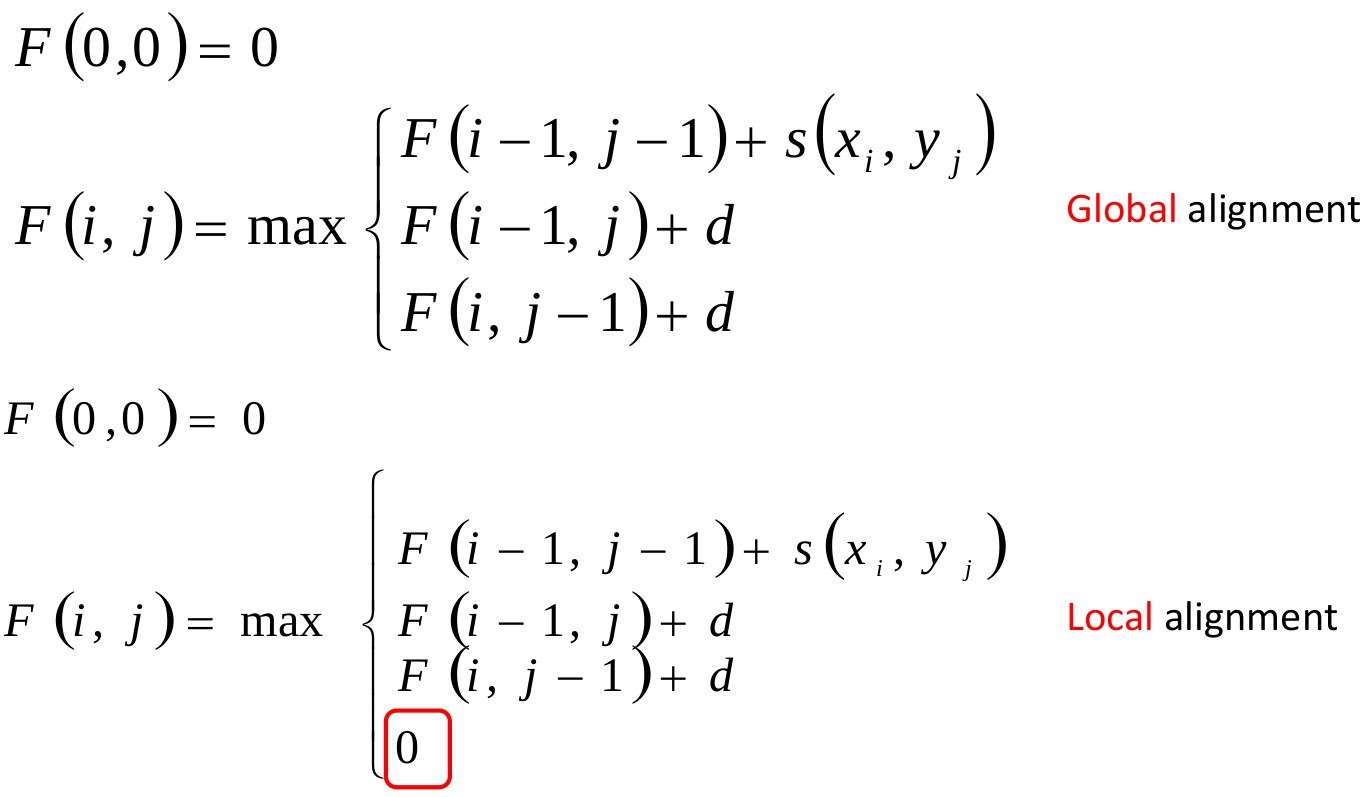 F(0,0) = 0
F(i−1, j−1) + s(xᵢ, yⱼ)
F(i, j) = max { F(i−1, j) + d
Global alignment
F(i, j−1) + d
F(0,0) = 0
F(i−1, j−1) + s(xᵢ, yⱼ)
F(i, j) = max { F(i−1, j) + d
Local alignment
F(i, j−1) + d
0